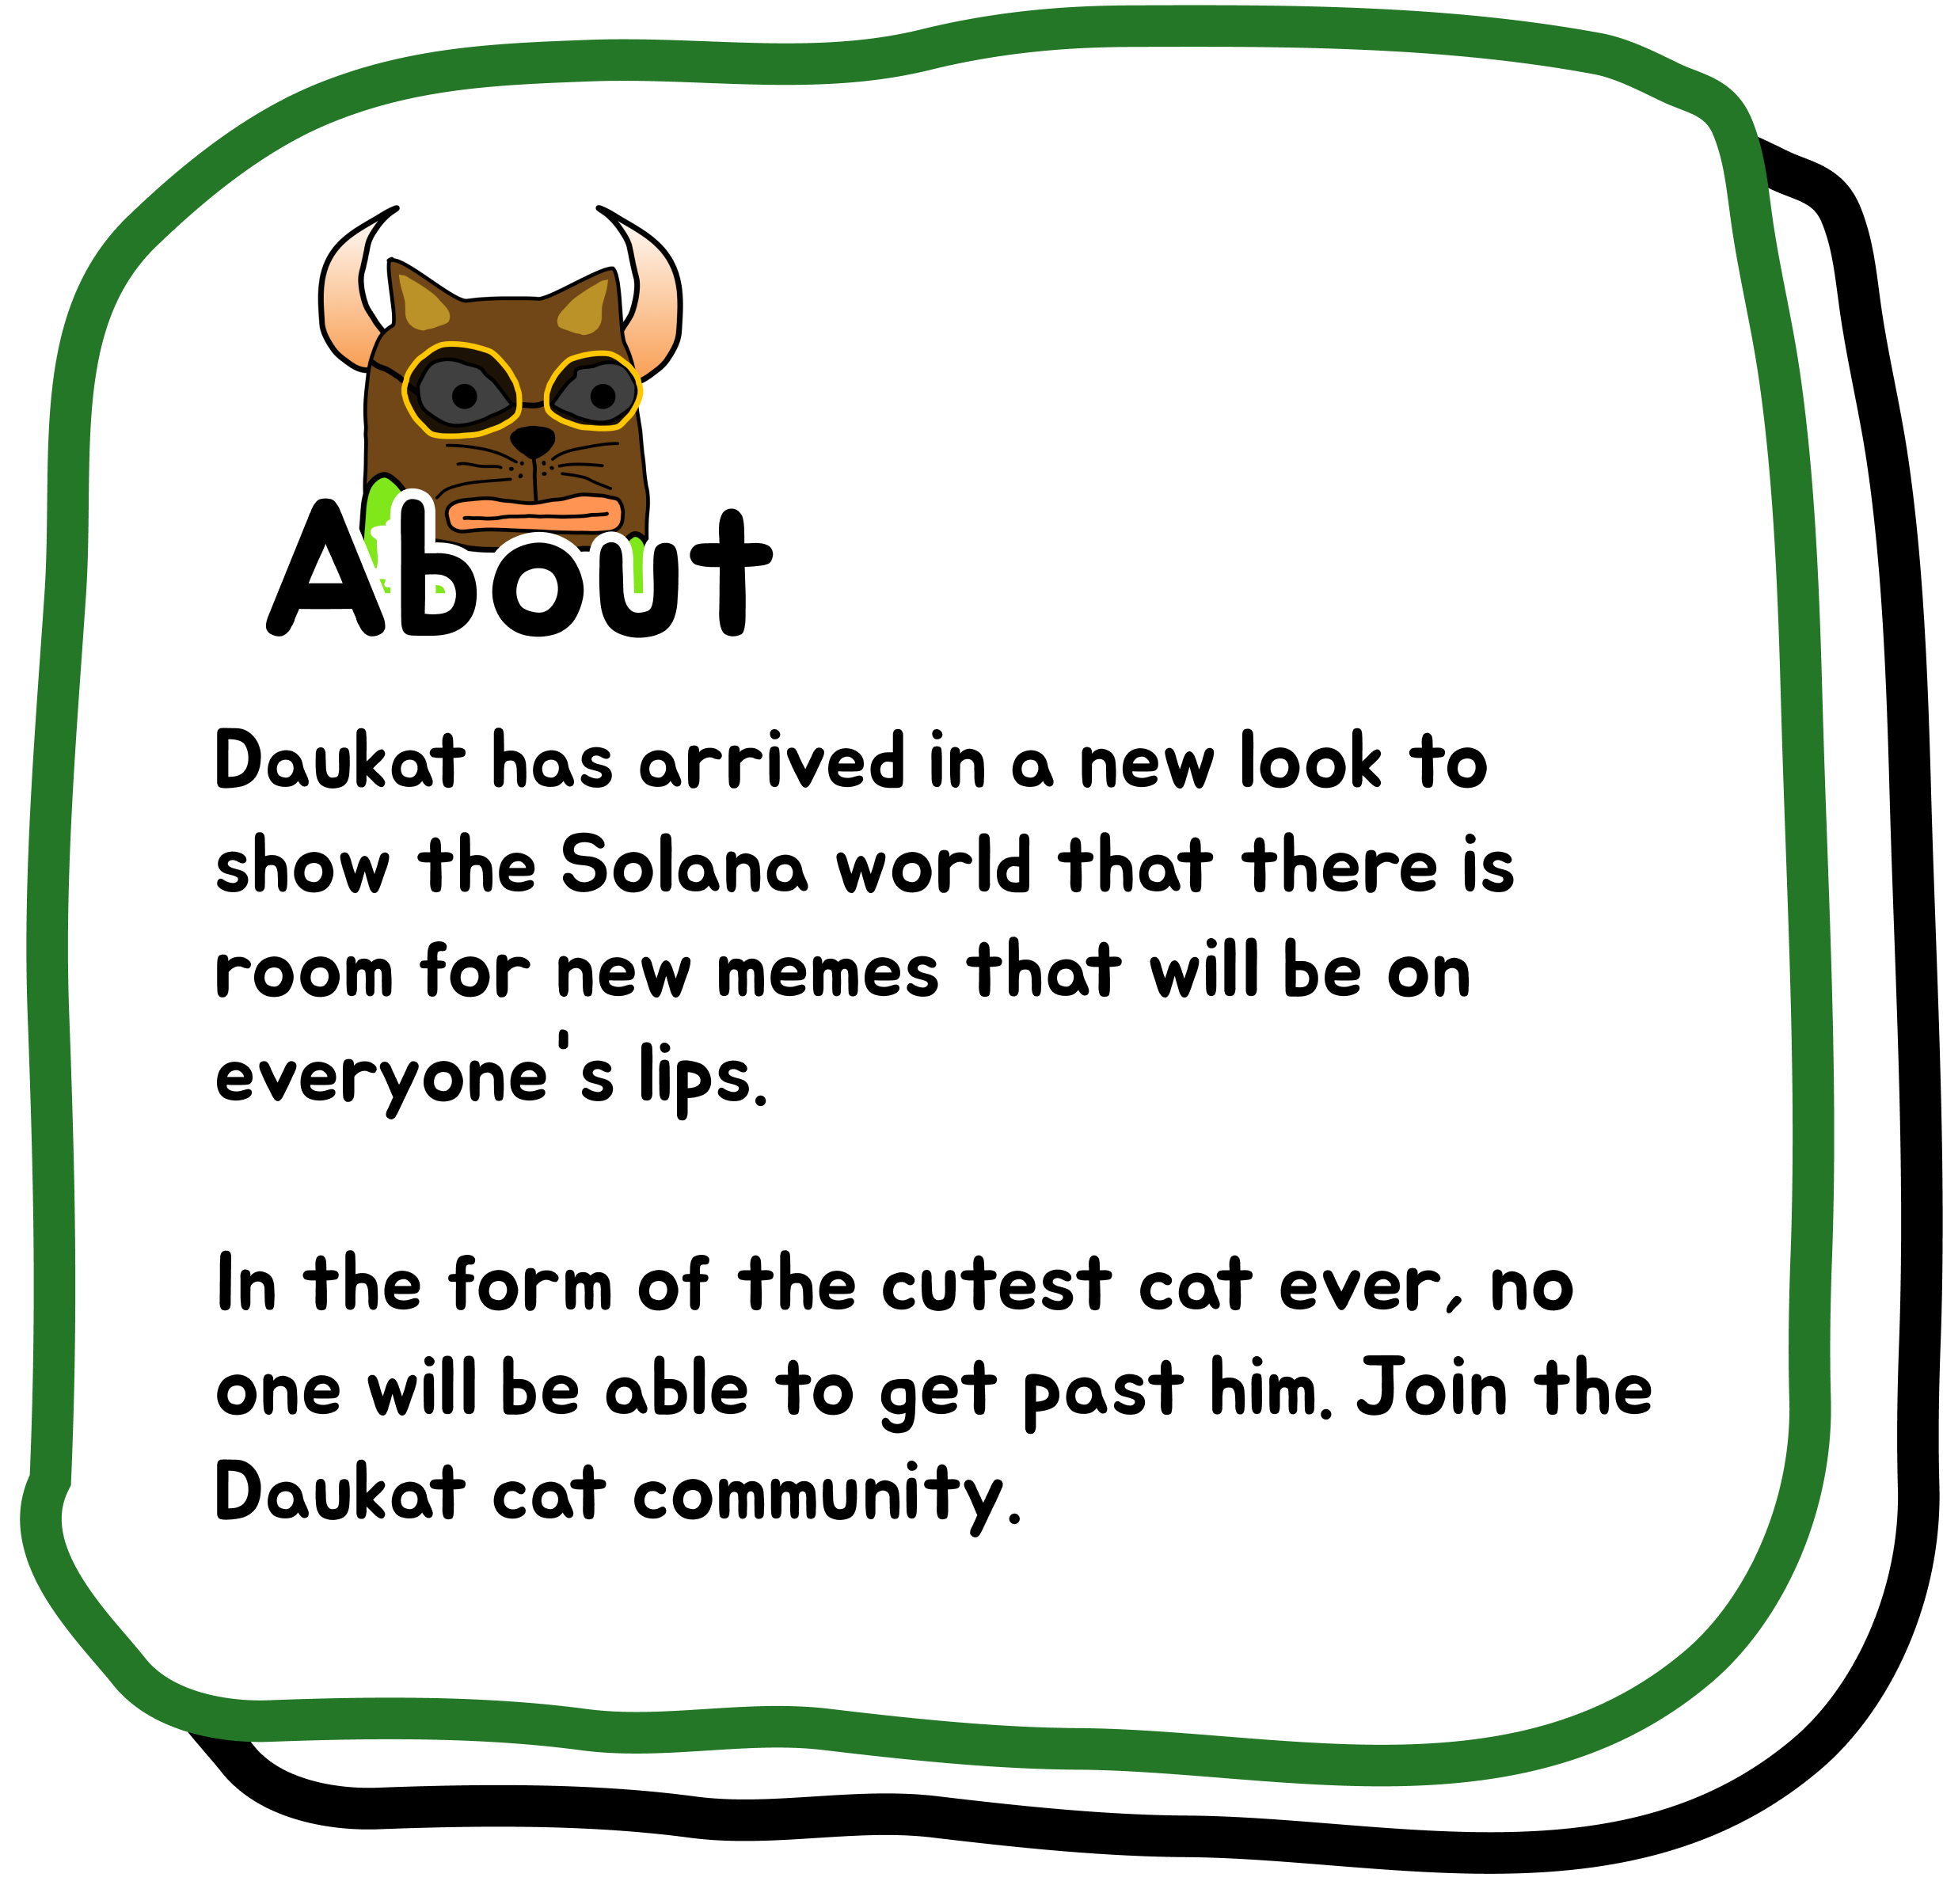 About
Daukat has arrived in a new look to
show the Solana world that there is
room for new memes that will be on
everyone's lips.
In the form of the cutest cat ever, no
one will be able to get past him. Join the
Daukat cat community.